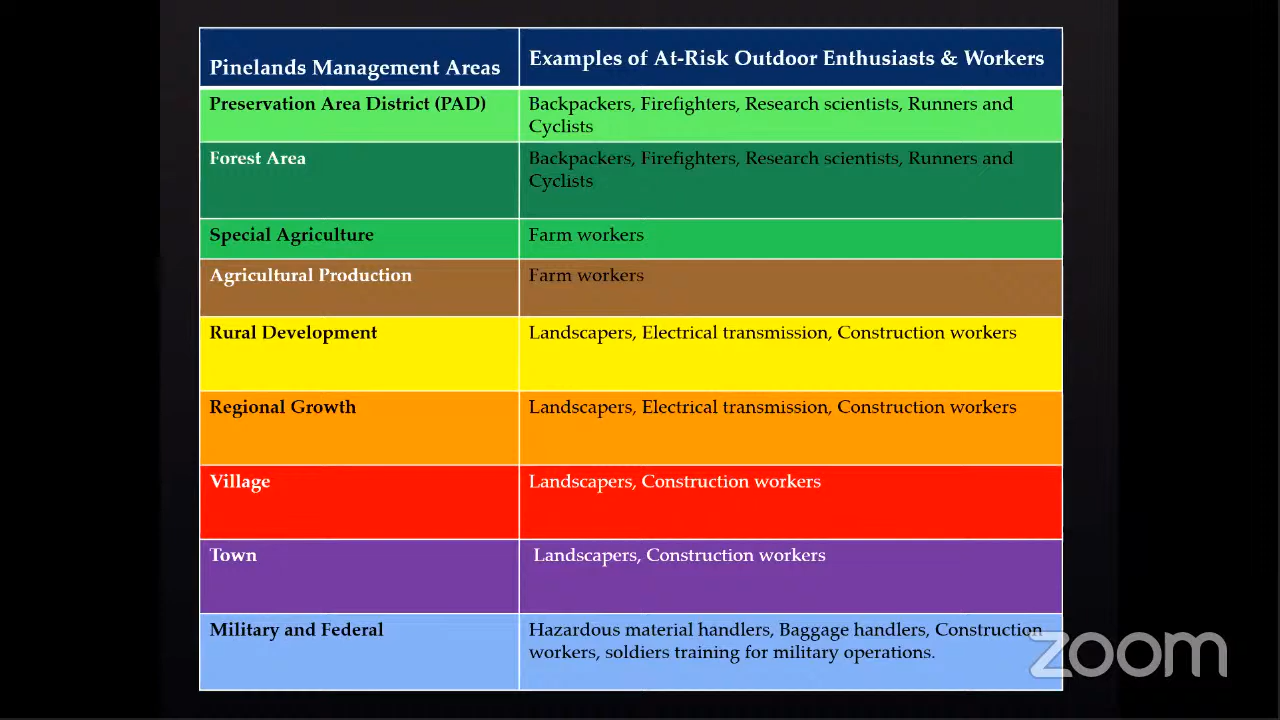 Pinelands Management Areas
Examples of At-Risk Outdoor Enthusiasts & Workers
Preservation Area District (PAD)
Backpackers, Firefighters, Research scientists, Runners and
Cyclists
Forest Area
Backpackers, Firefighters, Research scientists, Runners and
Cyclists
Special Agriculture
Farm workers
Agricultural Production
Farm workers
Rural Development
Landscapers, Electrical transmission, Construction workers
Regional Growth
Landscapers, Electrical transmission, Construction workers
Village
Landscapers, Construction workers
Town
Landscapers, Construction workers
Military and Federal
Hazardous material handlers, Baggage handlers, Construction
workers, soldiers training for military operations.
zoom